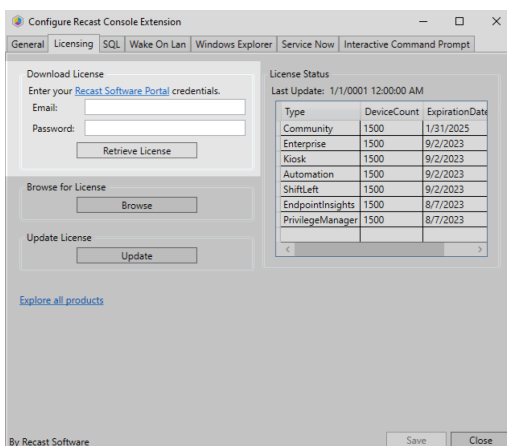 Configure Recast Console Extension
General Licensing SQL Wake On Lan Windows Explorer Service Now Interactive Command Prompt
Download License
Enter your Recast Software Portal credentials.
Email:
Password:
Retrieve License
Browse for License
Browse
Update License
Update
Explore all products
License Status
Last Update: 1/1/0001 12:00:00 AM
Type DeviceCount ExpirationDate
Community 1500 1/31/2025
Enterprise 1500 9/2/2023
Kiosk 1500 9/2/2023
Automation 1500 9/2/2023
ShiftLeft 1500 9/2/2023
EndpointInsights 1500 8/7/2023
PrivilegeManager 1500 8/7/2023
By Recast Software
Save Close